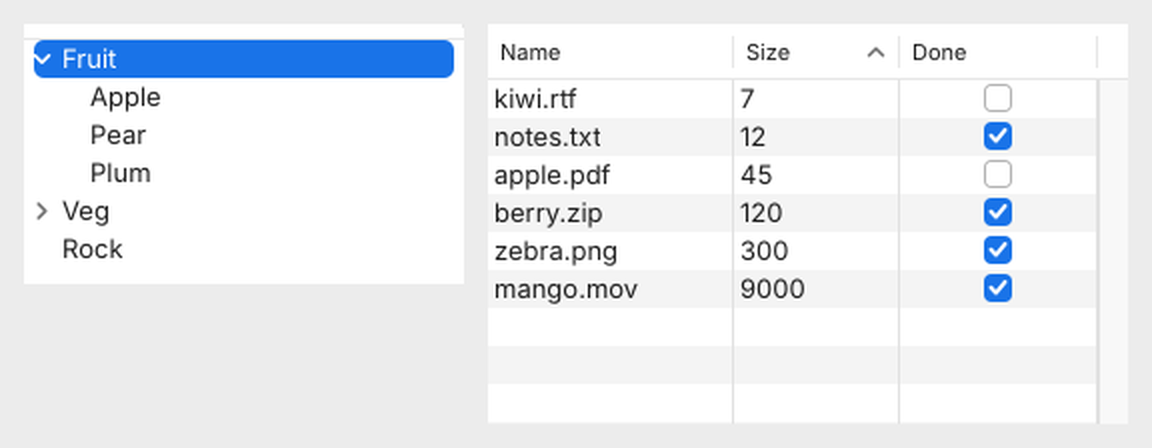 Fruit
Apple
Pear
Plum
Veg
Rock
Name Size Done
kiwi.rtf 7
notes.txt 12
apple.pdf 45
berry.zip 120
zebra.png 300
mango.mov 9000